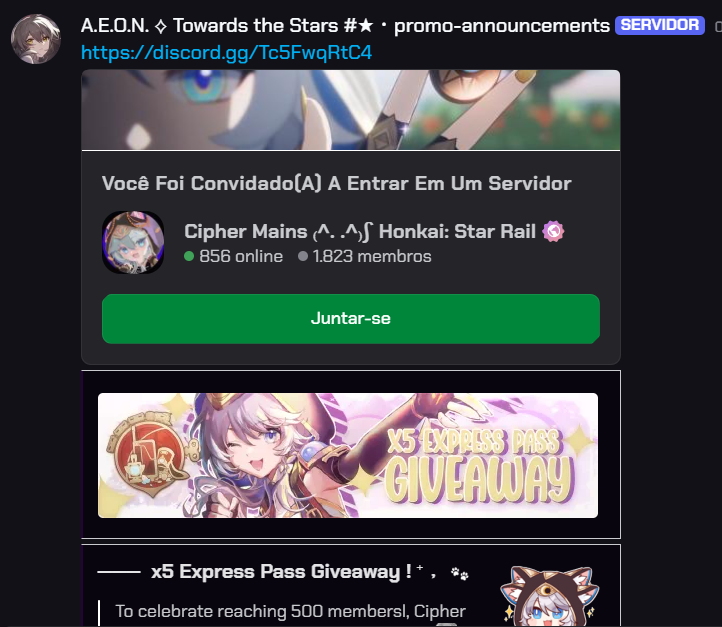 A.E.O.N. ✧ Towards the Stars #★・promo-announcements SERVIDOR
https://discord.gg/Tc5FwqRtC4
Você Foi Convidado(A) A Entrar Em Um Servidor
Cipher Mains ₍^. .^₎⟆ Honkai: Star Rail
856 online 1.823 membros
Juntar-se
X5 EXPRESS PASS
GIVEAWAY
x5 Express Pass Giveaway ! ⁺ ,
To celebrate reaching 500 membersl, Cipher